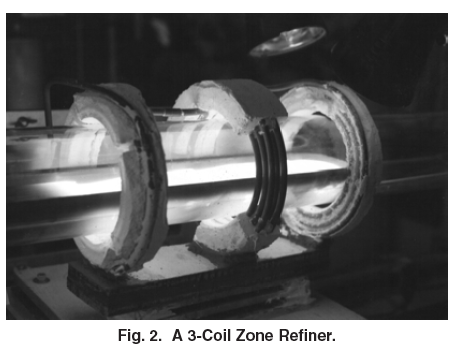 Fig. 2.  A 3-Coil Zone Refiner.